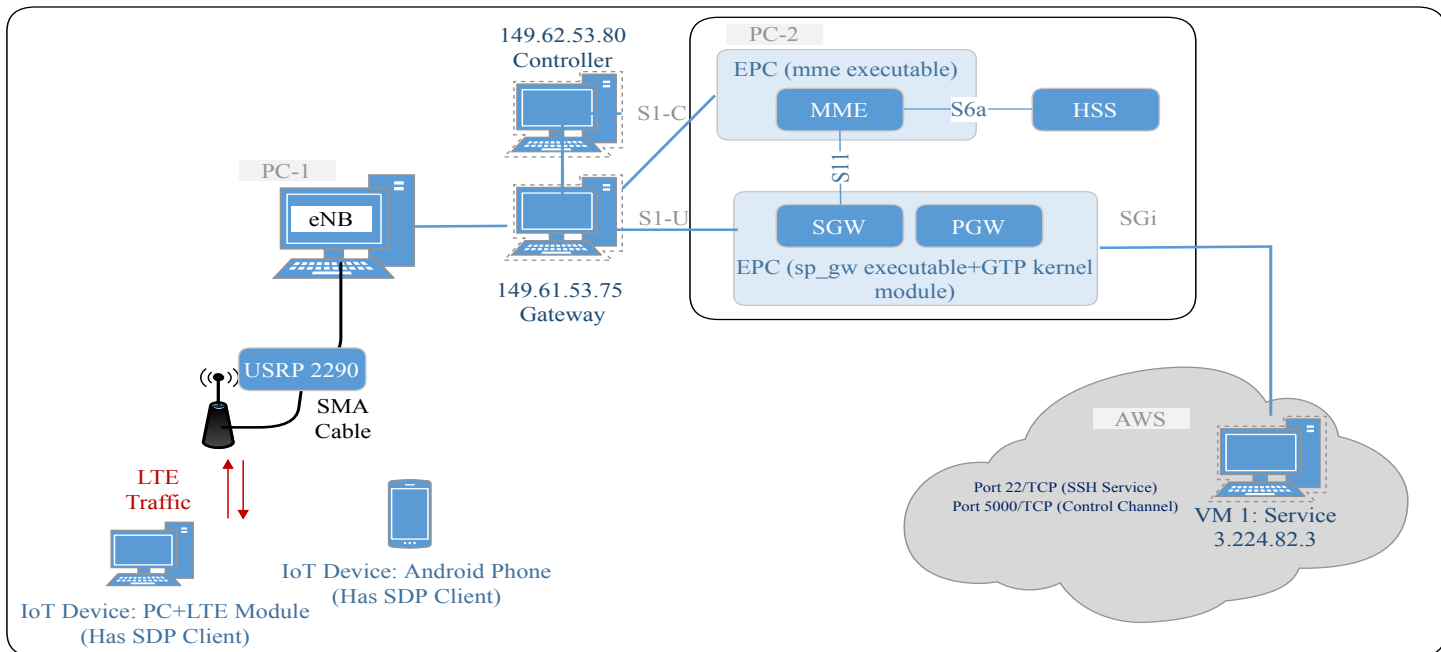 149.62.53.80
Controller
PC-2
EPC (mme executable)
MME
S6a
HSS
S1-C
S11
PC-1
eNB
S1-U
SGW
PGW
SGi
EPC (sp_gw executable+GTP kernel
module)
149.61.53.75
Gateway
USRP 2290
SMA
Cable
LTE
Traffic
AWS
Port 22/TCP (SSH Service)
Port 5000/TCP (Control Channel)
VM 1: Service
3.224.82.3
IoT Device: Android Phone
(Has SDP Client)
IoT Device: PC+LTE Module
(Has SDP Client)